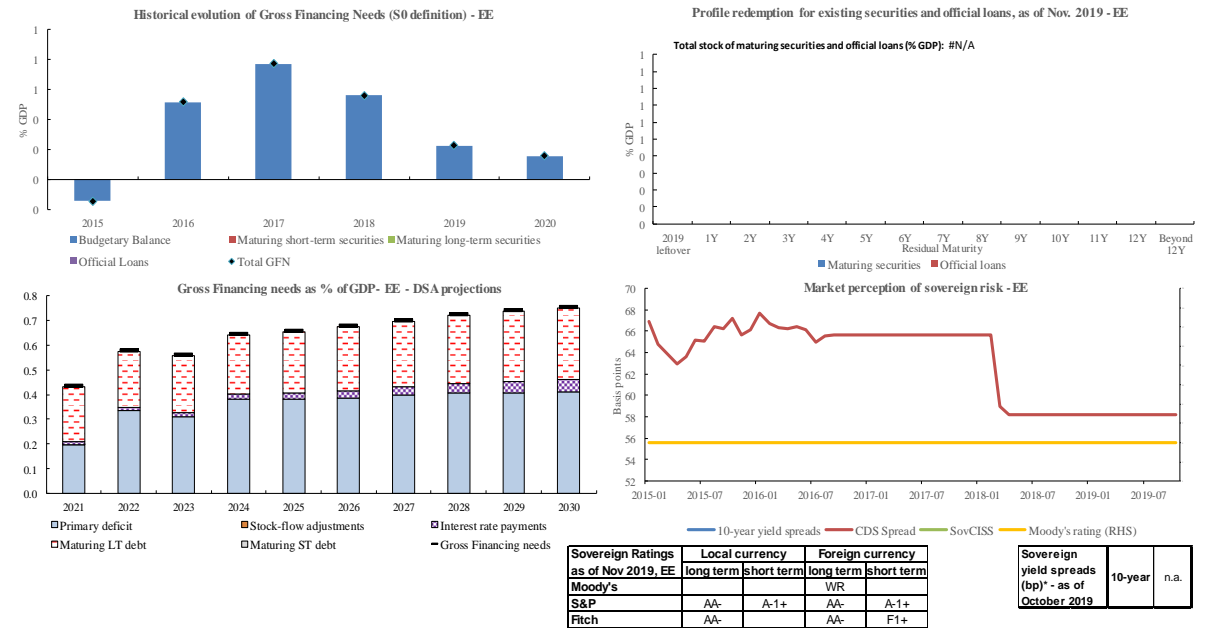 Historical evolution of Gross Financing Needs (S0 definition) - EE
% GDP
1
1
1
0
0
0
0
2015 2016 2017 2018 2019 2020
Budgetary Balance Maturing short-term securities Maturing long-term securities
Official Loans Total GFN
Profile redemption for existing securities and official loans, as of Nov. 2019 - EE
Total stock of maturing securities and official loans (% GDP): #N/A
% GDP
1
1
1
1
1
1
0
0
0
0
0
2019 leftover 1Y 2Y 3Y 4Y 5Y 6Y 7Y 8Y 9Y 10Y 11Y 12Y Beyond 12Y
Residual Maturity
Maturing securities Official loans
Gross Financing needs as % of GDP- EE - DSA projections
0.8
0.7
0.6
0.5
0.4
0.3
0.2
0.1
0.0
2021 2022 2023 2024 2025 2026 2027 2028 2029 2030
Primary deficit Stock-flow adjustments Interest rate payments
Maturing LT debt Maturing ST debt Gross Financing needs
Market perception of sovereign risk - EE
Basis points
70
68
66
64
62
60
58
56
54
52
2015-01 2015-07 2016-01 2016-07 2017-01 2017-07 2018-01 2018-07 2019-01 2019-07
10-year yield spreads CDS Spread SovCISS Moody's rating (RHS)
Sovereign Ratings Local currency Foreign currency
as of Nov 2019, EE long term short term long term short term
Moody's WR
S&P AA- A-1+ AA- A-1+
Fitch AA- AA- F1+
Sovereign
yield spreads
(bp)* - as of
October 2019
10-year n.a.